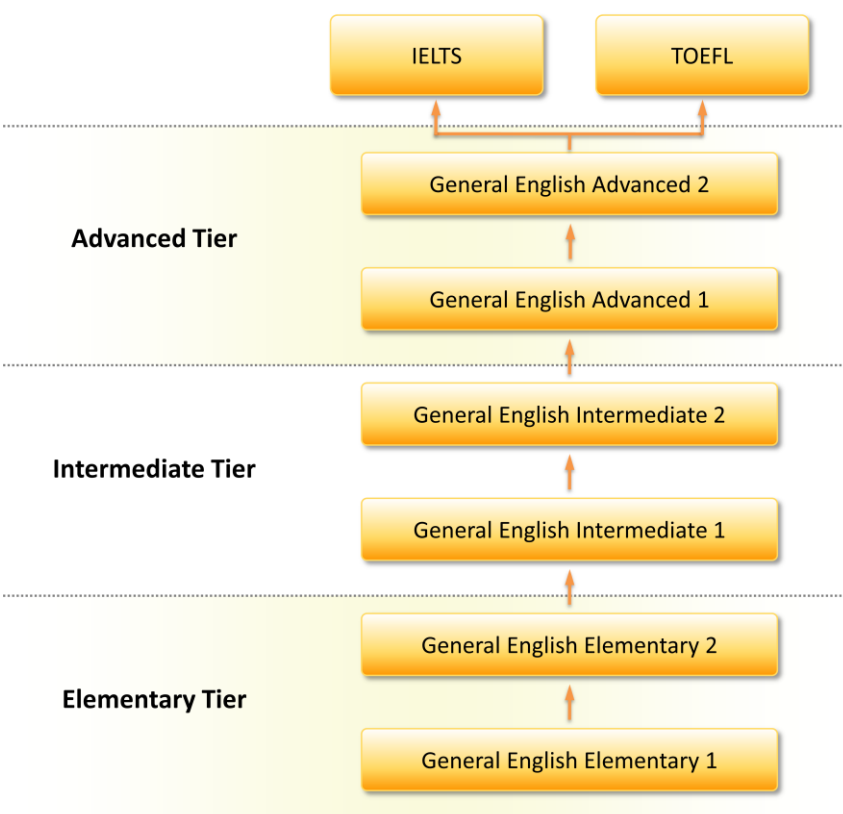 IELTS
TOEFL
General English Advanced 2
Advanced Tier
General English Advanced 1
General English Intermediate 2
Intermediate Tier
General English Intermediate 1
General English Elementary 2
Elementary Tier
General English Elementary 1